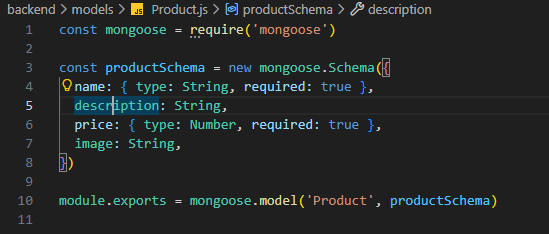 backend > models > JS Product.js > productSchema > description
1 const mongoose = require('mongoose')
2
3 const productSchema = new mongoose.Schema({
4 name: { type: String, required: true },
5 description: String,
6 price: { type: Number, required: true },
7 image: String,
8 })
9
10 module.exports = mongoose.model('Product', productSchema)
11